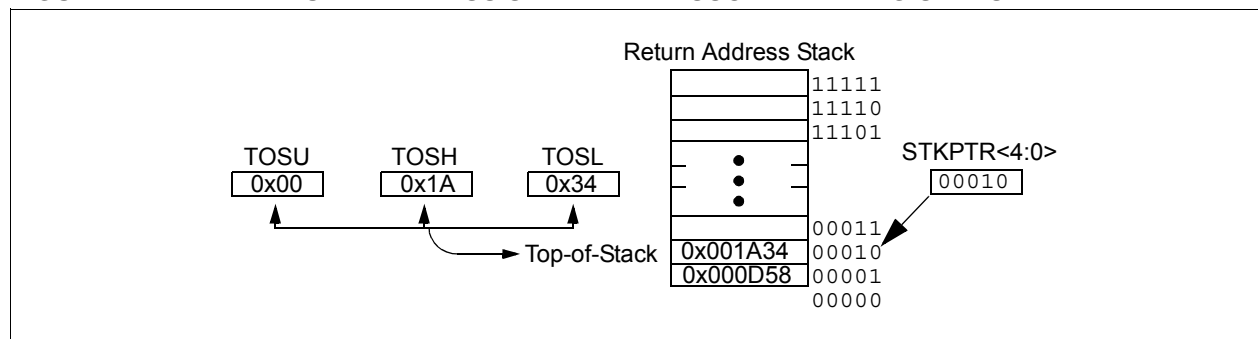 Return Address Stack
11111
11110
11101
TOSU TOSH TOSL STKPTR<4:0>
0x00 0x1A 0x34 00010
00011
Top-of-Stack 0x001A34 00010
0x000D58 00001
00000